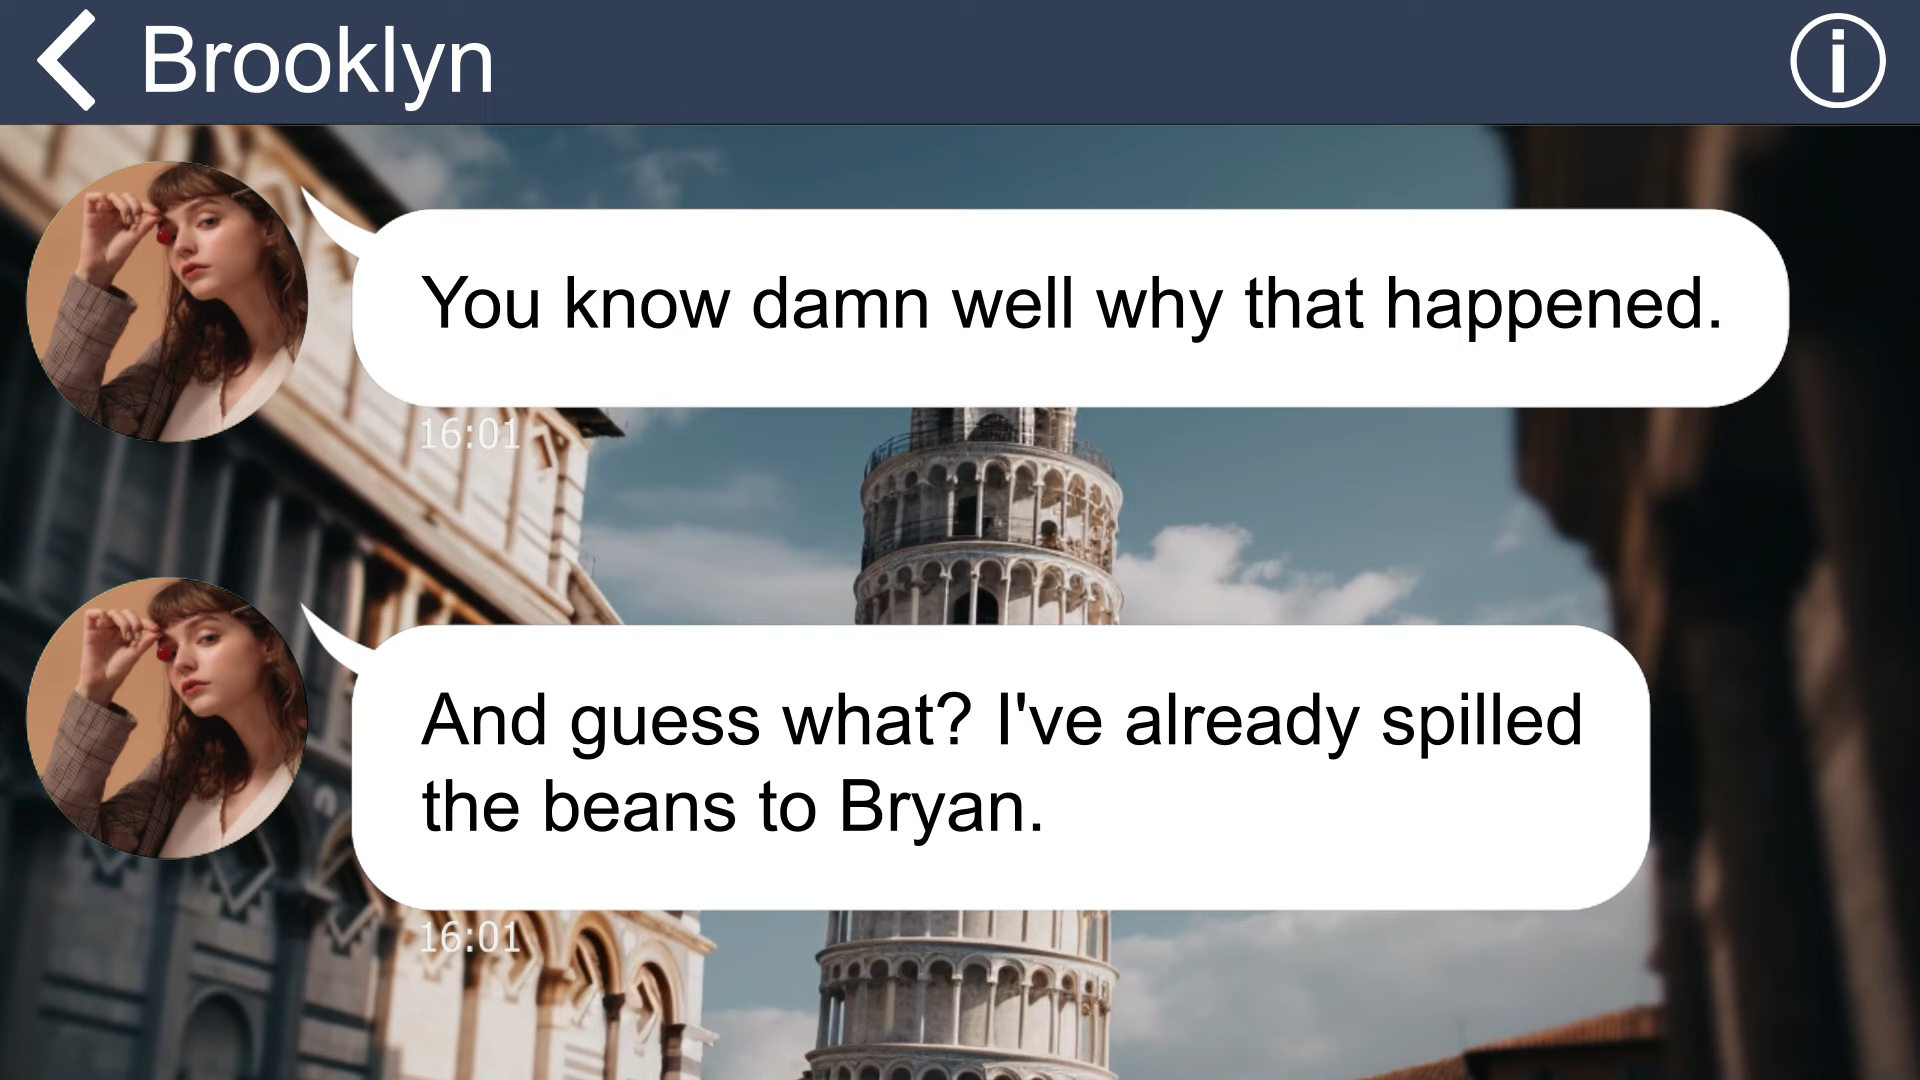 Brooklyn
You know damn well why that happened.
16:01
And guess what? I've already spilled
the beans to Bryan.
16:01